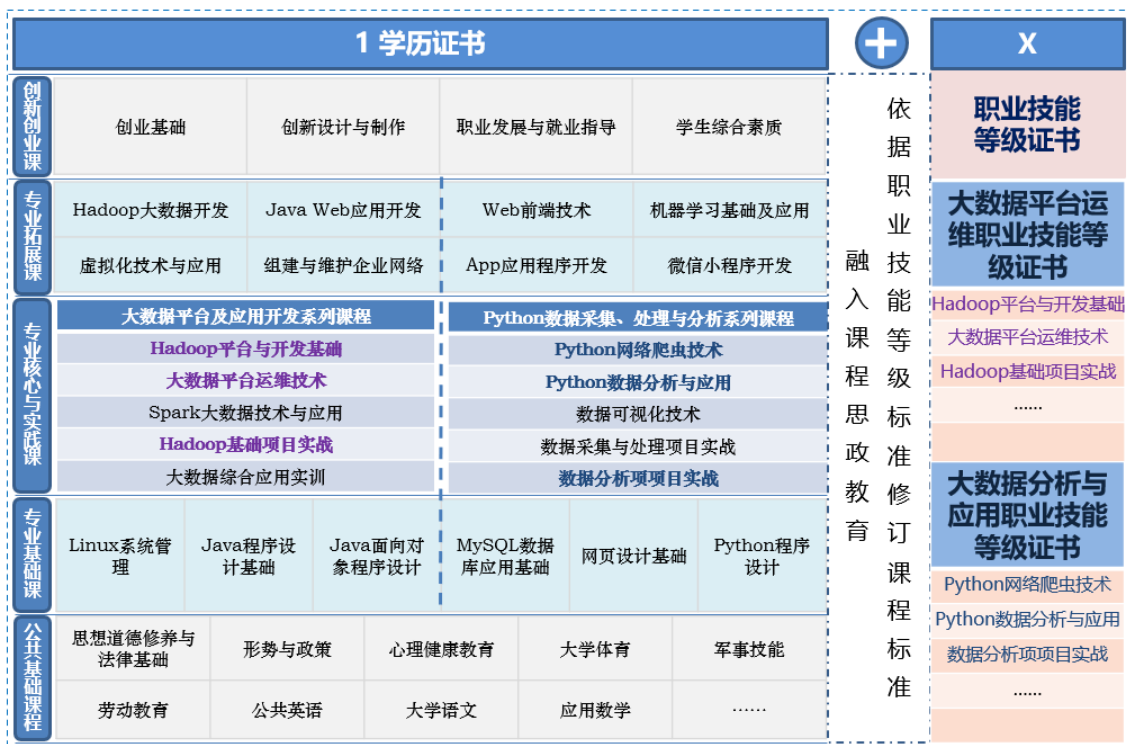 1 学历证书
+
X
创新创业课
创业基础
创新设计与制作
职业发展与就业指导
学生综合素质
专业拓展课
Hadoop大数据开发
Java Web应用开发
Web前端技术
机器学习基础及应用
虚拟化技术与应用
组建与维护企业网络
App应用程序开发
微信小程序开发
专业核心与实践课
大数据平台及应用开发系列课程
Hadoop平台与开发基础
大数据平台运维技术
Spark大数据技术与应用
Hadoop基础项目实战
大数据综合应用实训
Python数据采集、处理与分析系列课程
Python网络爬虫技术
Python数据分析与应用
数据可视化技术
数据采集与处理项目实战
数据分析项项目实战
专业基础课
Linux系统管
理
Java程序设
计基础
Java面向对
象程序设计
MySQL数据
库应用基础
网页设计基础
Python程序
设计
公共基础课程
思想道德修养与
法律基础
形势与政策
心理健康教育
大学体育
军事技能
劳动教育
公共英语
大学语文
应用数学
……
依据职业技能等级标准修订课程标准
融入课程思政教育
职业技能
等级证书
大数据平台运
维职业技能等
级证书
Hadoop平台与开发基础
大数据平台运维技术
Hadoop基础项目实战
……
大数据分析与
应用职业技能
等级证书
Python网络爬虫技术
Python数据分析与应用
数据分析项项目实战
……